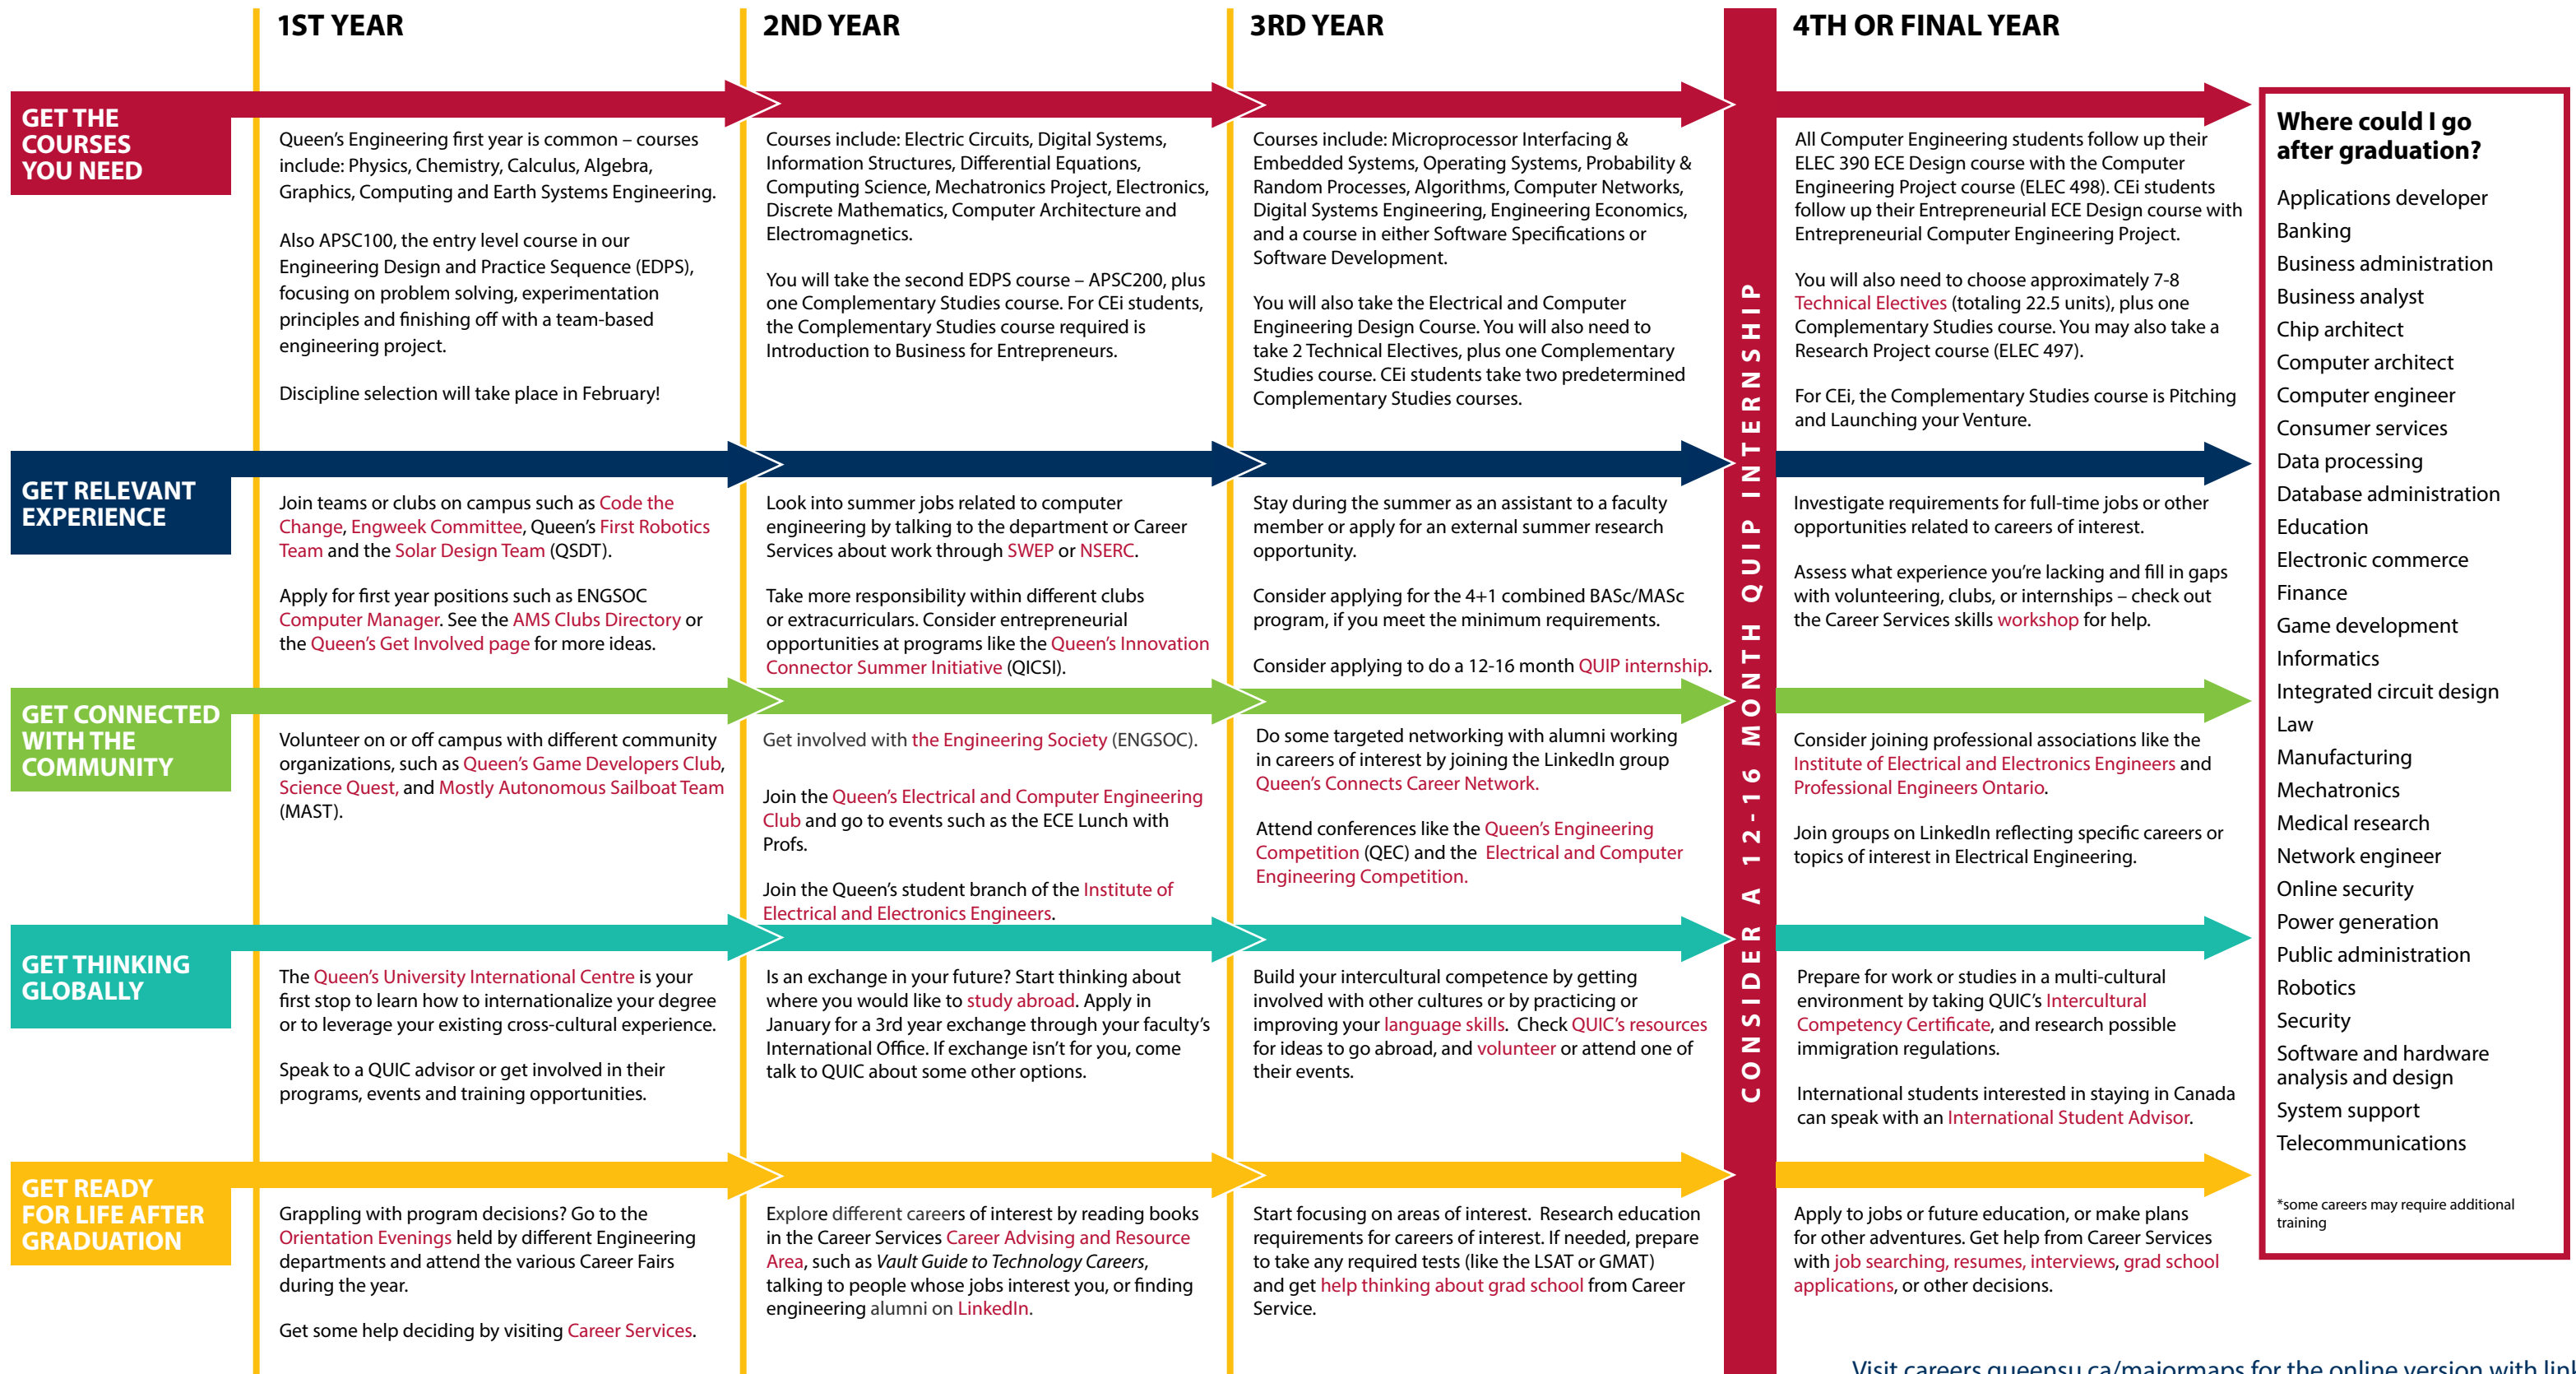 1ST YEAR
2ND YEAR
3RD YEAR
4TH OR FINAL YEAR
GET THE
COURSES
YOU NEED
Queen's Engineering first year is common – courses
include: Physics, Chemistry, Calculus, Algebra,
Graphics, Computing and Earth Systems Engineering.
Also APSC100, the entry level course in our
Engineering Design and Practice Sequence (EDPS),
focusing on problem solving, experimentation
principles and finishing off with a team-based
engineering project.
Discipline selection will take place in February!
Courses include: Electric Circuits, Digital Systems,
Information Structures, Differential Equations,
Computing Science, Mechatronics Project, Electronics,
Discrete Mathematics, Computer Architecture and
Electromagnetics.
You will take the second EDPS course – APSC200, plus
one Complementary Studies course. For CEi students,
the Complementary Studies course required is
Introduction to Business for Entrepreneurs.
Courses include: Microprocessor Interfacing &
Embedded Systems, Operating Systems, Probability &
Random Processes, Algorithms, Computer Networks,
Digital Systems Engineering, Engineering Economics,
and a course in either Software Specifications or
Software Development.
You will also take the Electrical and Computer
Engineering Design Course. You will also need to
take 2 Technical Electives, plus one Complementary
Studies course. CEi students take two predetermined
Complementary Studies courses.
All Computer Engineering students follow up their
ELEC 390 ECE Design course with the Computer
Engineering Project course (ELEC 498). CEi students
follow up their Entrepreneurial ECE Design course with
Entrepreneurial Computer Engineering Project.
You will also need to choose approximately 7-8
Technical Electives (totaling 22.5 units), plus one
Complementary Studies course. You may also take a
Research Project course (ELEC 497).
For CEi, the Complementary Studies course is Pitching
and Launching your Venture.
GET RELEVANT
EXPERIENCE
Join teams or clubs on campus such as Code the
Change, Engweek Committee, Queen's First Robotics
Team and the Solar Design Team (QSDT).
Apply for first year positions such as ENGSOC
Computer Manager. See the AMS Clubs Directory or
the Queen's Get Involved page for more ideas.
Look into summer jobs related to computer
engineering by talking to the department or Career
Services about work through SWEP or NSERC.
Take more responsibility within different clubs
or extracurriculars. Consider entrepreneurial
opportunities at programs like the Queen's Innovation
Connector Summer Initiative (QICSI).
Stay during the summer as an assistant to a faculty
member or apply for an external summer research
opportunity.
Consider applying for the 4+1 combined BASc/MASc
program, if you meet the minimum requirements.
Consider applying to do a 12-16 month QUIP internship.
Investigate requirements for full-time jobs or other
opportunities related to careers of interest.
Assess what experience you're lacking and fill in gaps
with volunteering, clubs, or internships – check out
the Career Services skills workshop for help.
GET CONNECTED
WITH THE
COMMUNITY
Volunteer on or off campus with different community
organizations, such as Queen's Game Developers Club,
Science Quest, and Mostly Autonomous Sailboat Team
(MAST).
Get involved with the Engineering Society (ENGSOC).
Join the Queen's Electrical and Computer Engineering
Club and go to events such as the ECE Lunch with
Profs.
Join the Queen's student branch of the Institute of
Electrical and Electronics Engineers.
Do some targeted networking with alumni working
in careers of interest by joining the LinkedIn group
Queen's Connects Career Network.
Attend conferences like the Queen's Engineering
Competition (QEC) and the Electrical and Computer
Engineering Competition.
Consider joining professional associations like the
Institute of Electrical and Electronics Engineers and
Professional Engineers Ontario.
Join groups on LinkedIn reflecting specific careers or
topics of interest in Electrical Engineering.
GET THINKING
GLOBALLY
The Queen's University International Centre is your
first stop to learn how to internationalize your degree
or to leverage your existing cross-cultural experience.
Speak to a QUIC advisor or get involved in their
programs, events and training opportunities.
Is an exchange in your future? Start thinking about
where you would like to study abroad. Apply in
January for a 3rd year exchange through your faculty's
International Office. If exchange isn't for you, come
talk to QUIC about some other options.
Build your intercultural competence by getting
involved with other cultures or by practicing or
improving your language skills. Check QUIC's resources
for ideas to go abroad, and volunteer or attend one of
their events.
Prepare for work or studies in a multi-cultural
environment by taking QUIC's Intercultural
Competency Certificate, and research possible
immigration regulations.
International students interested in staying in Canada
can speak with an International Student Advisor.
GET READY
FOR LIFE AFTER
GRADUATION
Grappling with program decisions? Go to the
Orientation Evenings held by different Engineering
departments and attend the various Career Fairs
during the year.
Get some help deciding by visiting Career Services.
Explore different careers of interest by reading books
in the Career Services Career Advising and Resource
Area, such as Vault Guide to Technology Careers,
talking to people whose jobs interest you, or finding
engineering alumni on LinkedIn.
Start focusing on areas of interest. Research education
requirements for careers of interest. If needed, prepare
to take any required tests (like the LSAT or GMAT)
and get help thinking about grad school from Career
Service.
Apply to jobs or future education, or make plans
for other adventures. Get help from Career Services
with job searching, resumes, interviews, grad school
applications, or other decisions.
CONSIDER A 12-16 MONTH QUIP INTERNSHIP
Where could I go
after graduation?
Applications developer
Banking
Business administration
Business analyst
Chip architect
Computer architect
Computer engineer
Consumer services
Data processing
Database administration
Education
Electronic commerce
Finance
Game development
Informatics
Integrated circuit design
Law
Manufacturing
Mechatronics
Medical research
Network engineer
Online security
Power generation
Public administration
Robotics
Security
Software and hardware
analysis and design
System support
Telecommunications
*some careers may require additional
training
Visit careers.queensu.ca/majormaps for the online version with link